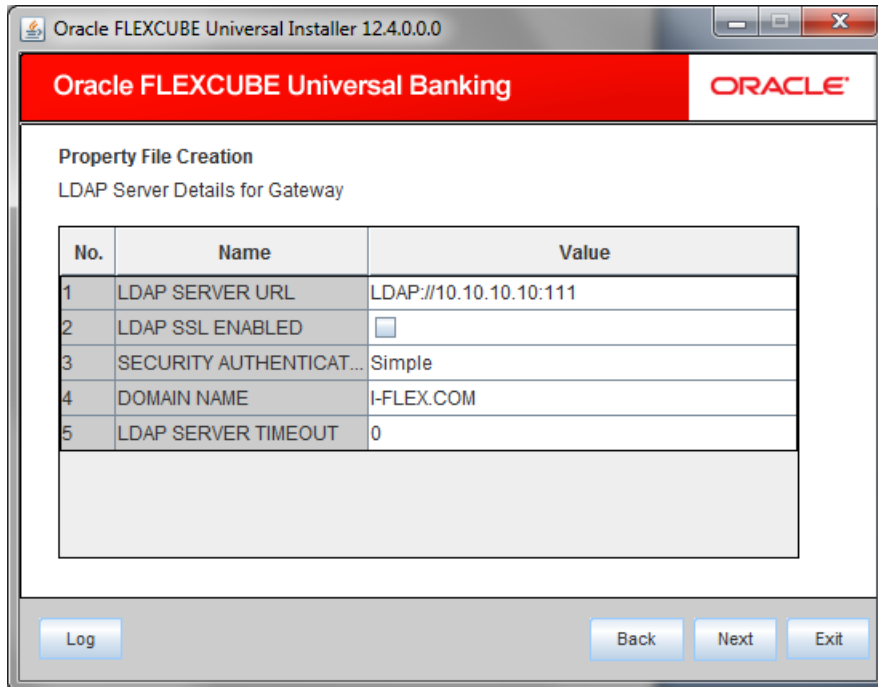 Oracle FLEXCUBE Universal Installer 12.4.0.0.0
Oracle FLEXCUBE Universal Banking ORACLE®
Property File Creation
LDAP Server Details for Gateway
No. Name Value
1 LDAP SERVER URL LDAP://10.10.10.10:111
2 LDAP SSL ENABLED
3 SECURITY AUTHENTICAT... Simple
4 DOMAIN NAME I-FLEX.COM
5 LDAP SERVER TIMEOUT 0
Log Back Next Exit